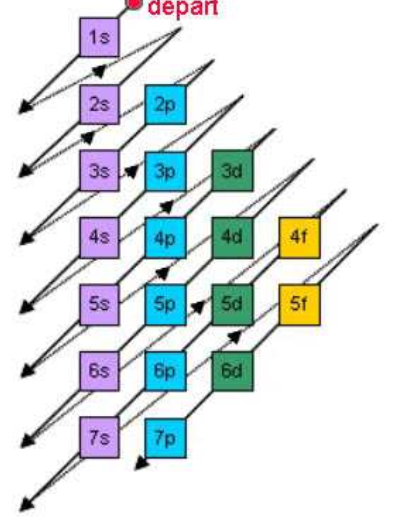 depart
1s
2s 2p
3s 3p 3d
4s 4p 4d 4f
5s 5p 5d 5f
6s 6p 6d
7s 7p